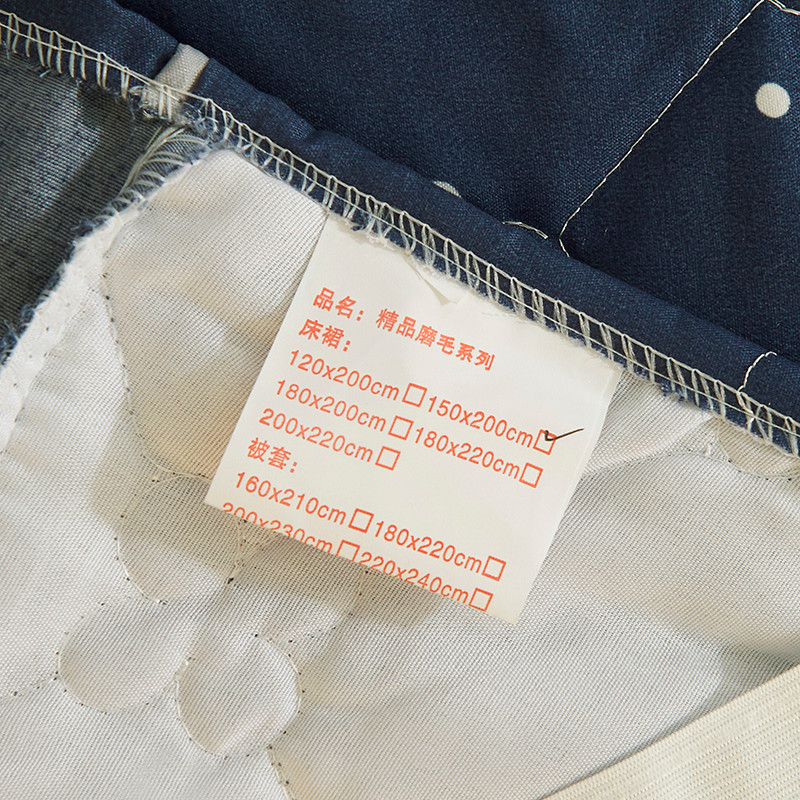 品名：精品磨毛系列
床裙：
120x200cm□150x200cm☑
180x200cm□180x220cm□
200x220cm□
被套：
160x210cm□180x220cm□
200x230cm□220x240cm□